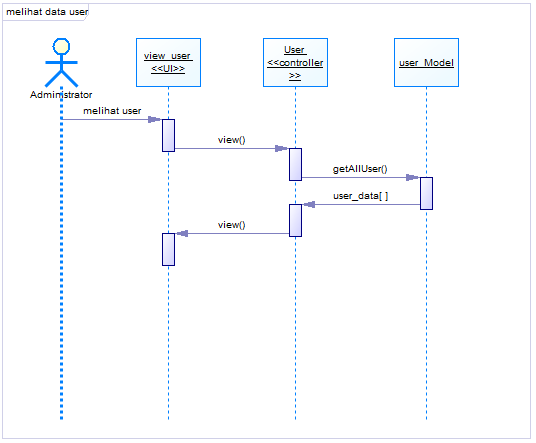 melihat data user
view_user
<<UI>>
User
<<controller
>>
user_Model
Administrator
melihat user
view()
getAllUser()
user_data[ ]
view()